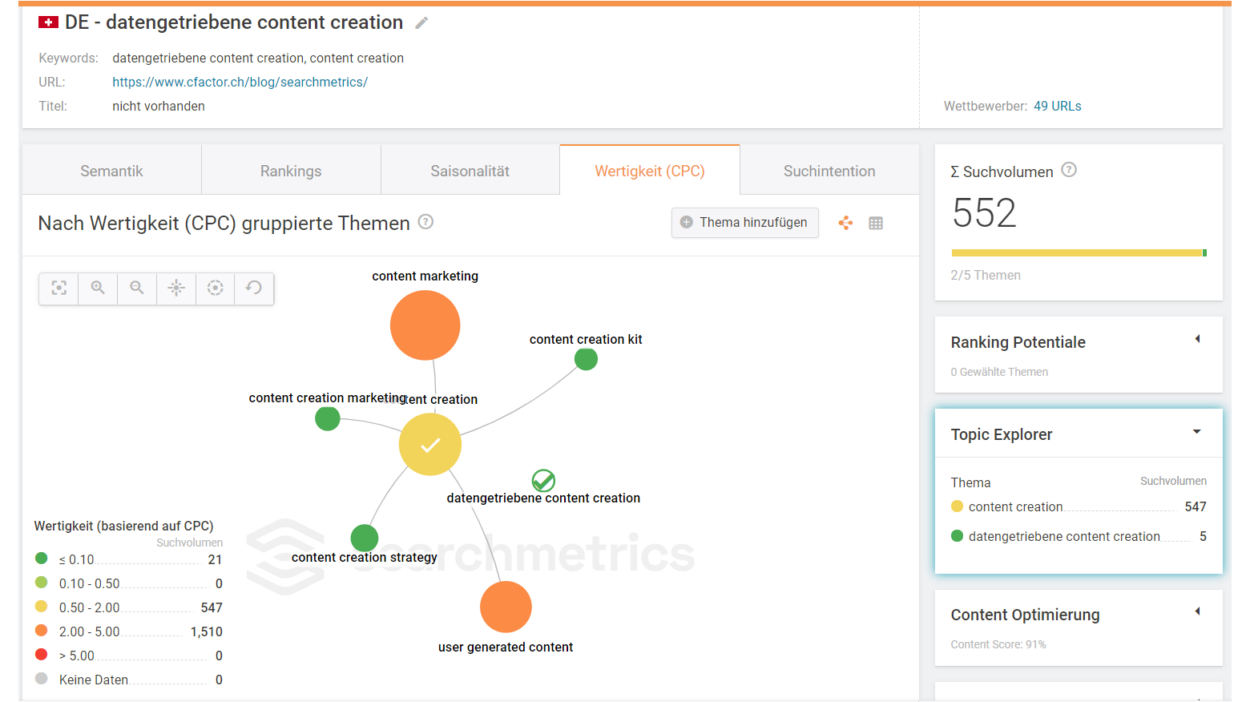 DE - datengetriebene content creation
Keywords: datengetriebene content creation, content creation
URL: https://www.cfactor.ch/blog/searchmetrics/
Titel: nicht vorhanden
Wettbewerber: 49 URLs
Semantik
Rankings
Saisonalität
Wertigkeit (CPC)
Suchintention
Nach Wertigkeit (CPC) gruppierte Themen ?
Thema hinzufügen
content marketing
content creation kit
content creation marketing
tent creation
datengetriebene content creation
content creation strategy
user generated content
searchmetrics
Wertigkeit (basierend auf CPC)
Suchvolumen
≤ 0.10 21
0.10 - 0.50 0
0.50 - 2.00 547
2.00 - 5.00 1,510
> 5.00 0
Keine Daten 0
Σ Suchvolumen ?
552
2/5 Themen
Ranking Potentiale
0 Gewählte Themen
Topic Explorer
Thema Suchvolumen
content creation 547
datengetriebene content creation 5
Content Optimierung
Content Score: 91%